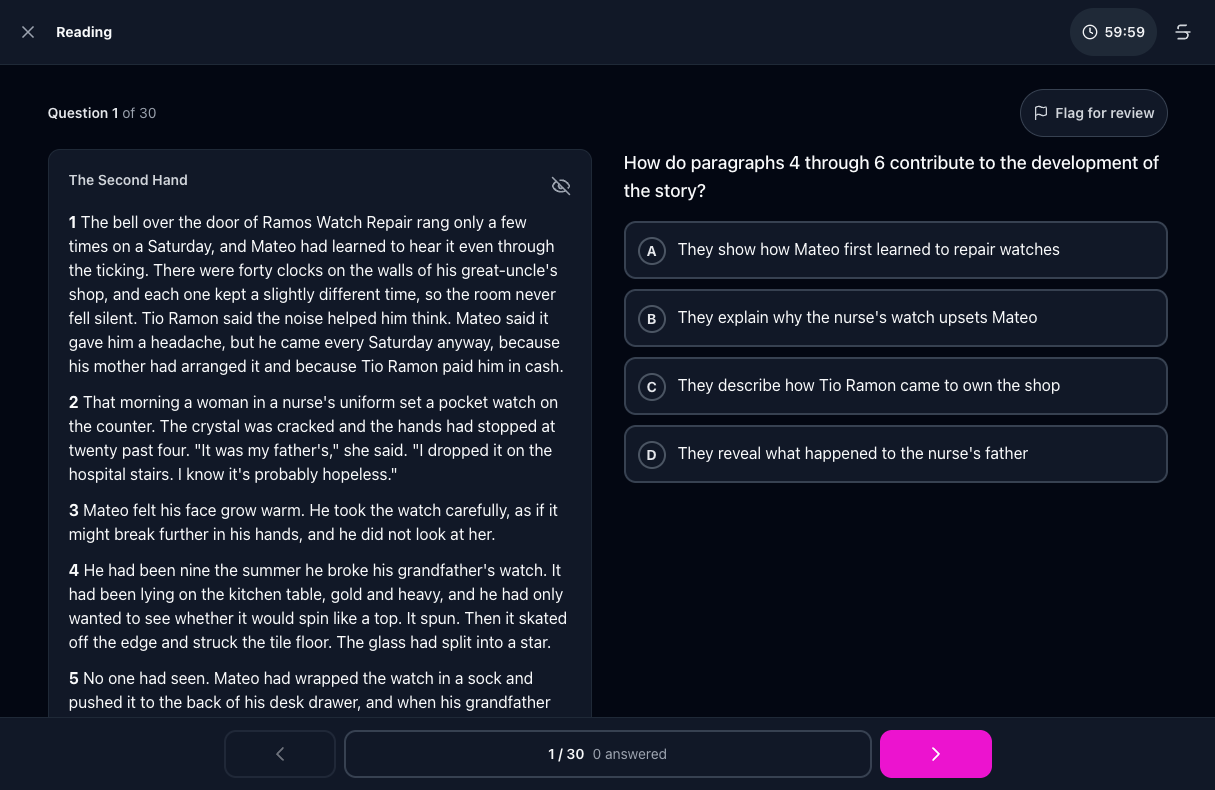 Reading
59:59
Question 1 of 30
Flag for review
The Second Hand
1 The bell over the door of Ramos Watch Repair rang only a few
times on a Saturday, and Mateo had learned to hear it even through
the ticking. There were forty clocks on the walls of his great-uncle's
shop, and each one kept a slightly different time, so the room never
fell silent. Tio Ramon said the noise helped him think. Mateo said it
gave him a headache, but he came every Saturday anyway, because
his mother had arranged it and because Tio Ramon paid him in cash.
2 That morning a woman in a nurse's uniform set a pocket watch on
the counter. The crystal was cracked and the hands had stopped at
twenty past four. "It was my father's," she said. "I dropped it on the
hospital stairs. I know it's probably hopeless."
3 Mateo felt his face grow warm. He took the watch carefully, as if it
might break further in his hands, and he did not look at her.
4 He had been nine the summer he broke his grandfather's watch. It
had been lying on the kitchen table, gold and heavy, and he had only
wanted to see whether it would spin like a top. It spun. Then it skated
off the edge and struck the tile floor. The glass had split into a star.
5 No one had seen. Mateo had wrapped the watch in a sock and
pushed it to the back of his desk drawer, and when his grandfather
How do paragraphs 4 through 6 contribute to the development of
the story?
A They show how Mateo first learned to repair watches
B They explain why the nurse's watch upsets Mateo
C They describe how Tio Ramon came to own the shop
D They reveal what happened to the nurse's father
1 / 30 0 answered